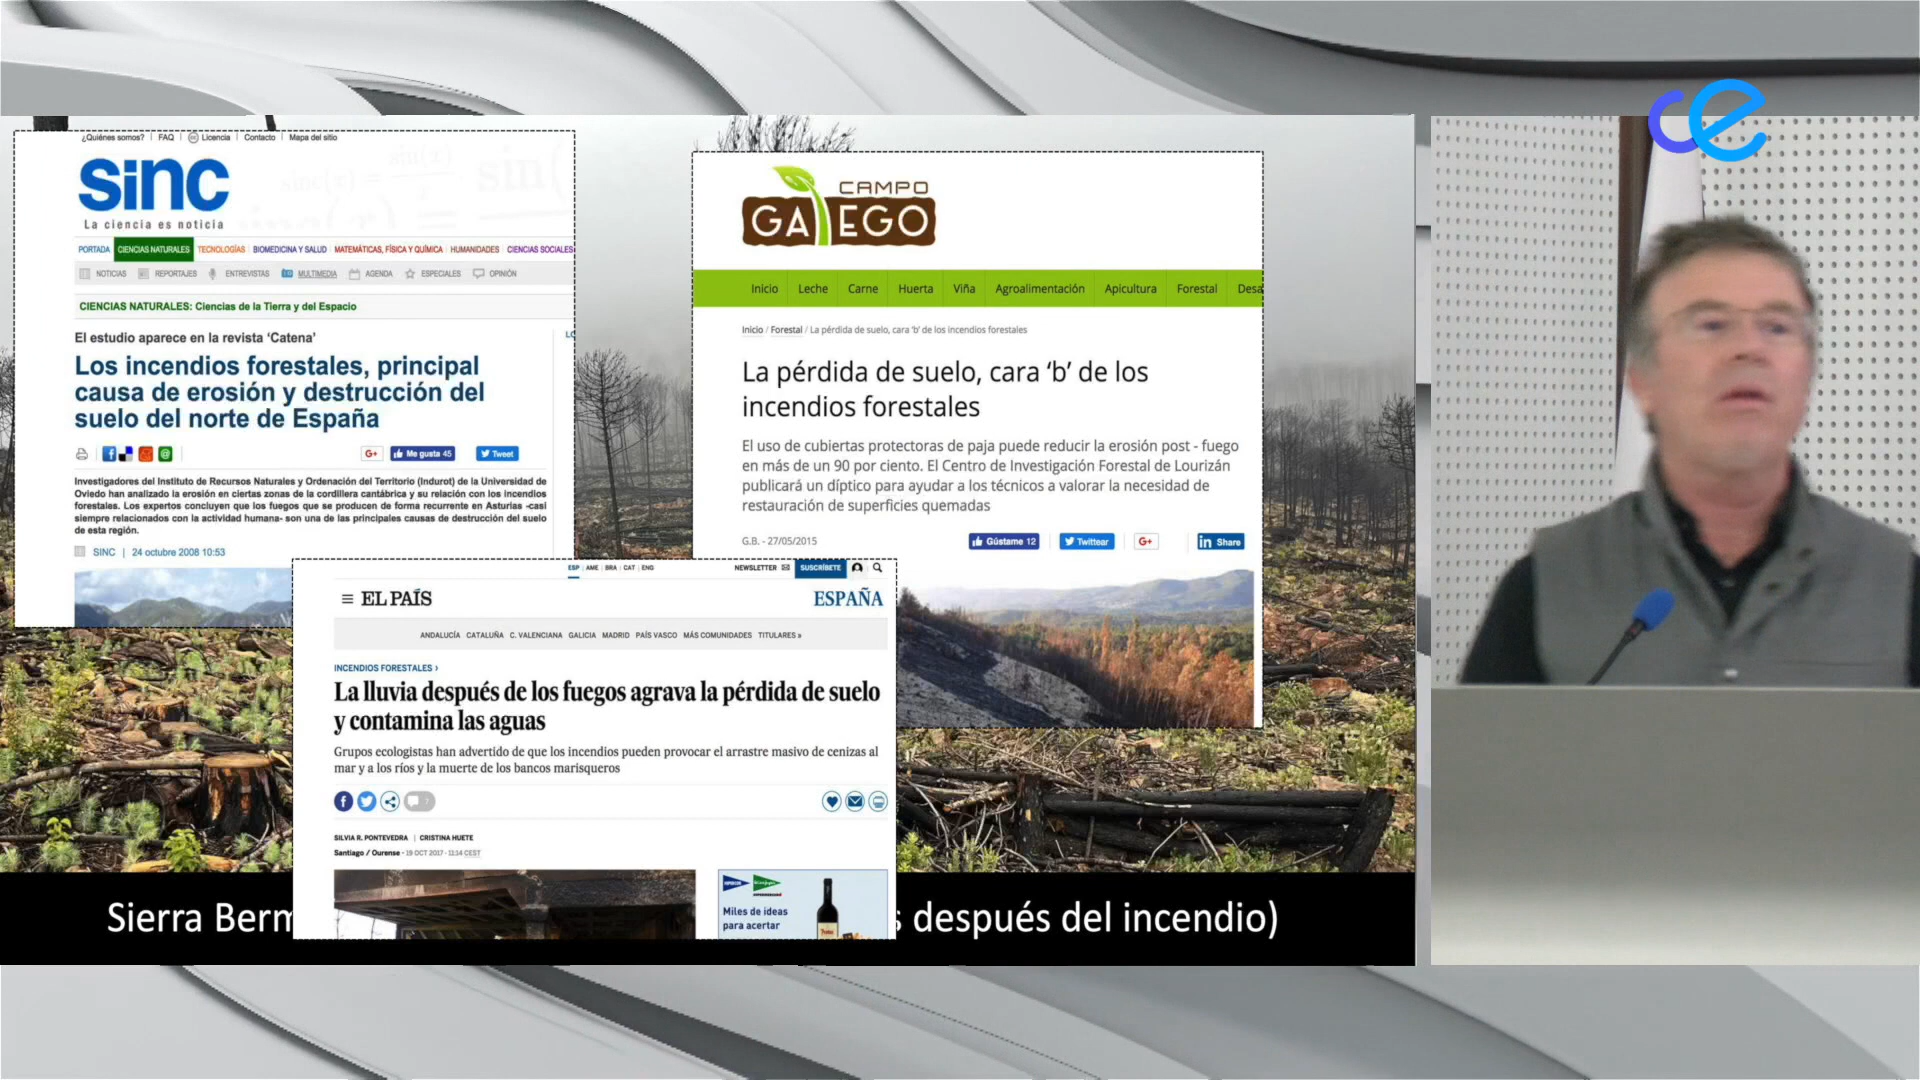 ¿Quiénes somos? | FAQ | Licencia | Contacto | Mapa del sitio
sinc
La ciencia es noticia
PORTADA CIENCIAS NATURALES TECNOLOGÍAS BIOMEDICINA Y SALUD MATEMÁTICAS, FÍSICA Y QUÍMICA HUMANIDADES CIENCIAS SOCIALES
NOTICIAS REPORTAJES ENTREVISTAS MULTIMEDIA AGENDA ESPECIALES OPINIÓN
CIENCIAS NATURALES: Ciencias de la Tierra y del Espacio
El estudio aparece en la revista ‘Catena’
Los incendios forestales, principal
causa de erosión y destrucción del
suelo del norte de España
G+ Me gusta 45 Tweet
Investigadores del Instituto de Recursos Naturales y Ordenación del Territorio (Indurot) de la Universidad de
Oviedo han analizado la erosión en ciertas zonas de la cordillera cantábrica y su relación con los incendios
forestales. Los expertos concluyen que los fuegos que se producen de forma recurrente en Asturias -casi
siempre relacionados con la actividad humana- son una de las principales causas de destrucción del suelo
de esta región.
SINC | 24 octubre 2008 10:53
CAMPO
GALEGO
Inicio Leche Carne Huerta Viña Agroalimentación Apicultura Forestal Desa
Inicio / Forestal / La pérdida de suelo, cara ‘b’ de los incendios forestales
La pérdida de suelo, cara ‘b’ de los
incendios forestales
El uso de cubiertas protectoras de paja puede reducir la erosión post - fuego
en más de un 90 por ciento. El Centro de Investigación Forestal de Lourizán
publicará un díptico para ayudar a los técnicos a valorar la necesidad de
restauración de superficies quemadas
G.B. - 27/05/2015 Gústame 12 Twittear G+ in Share
ESP | AME | BRA | CAT | ENG NEWSLETTER SUSCRÍBETE
EL PAÍS ESPAÑA
ANDALUCÍA CATALUÑA C. VALENCIANA GALICIA MADRID PAÍS VASCO MÁS COMUNIDADES TITULARES »
INCENDIOS FORESTALES ›
La lluvia después de los fuegos agrava la pérdida de suelo
y contamina las aguas
Grupos ecologistas han advertido de que los incendios pueden provocar el arrastre masivo de cenizas al
mar y a los ríos y la muerte de los bancos marisqueros
SILVIA R. PONTEVEDRA | CRISTINA HUETE
Santiago / Ourense - 19 OCT 2017 - 11:14 CEST
Miles de ideas
para acertar
Sierra Berm s después del incendio)
ce